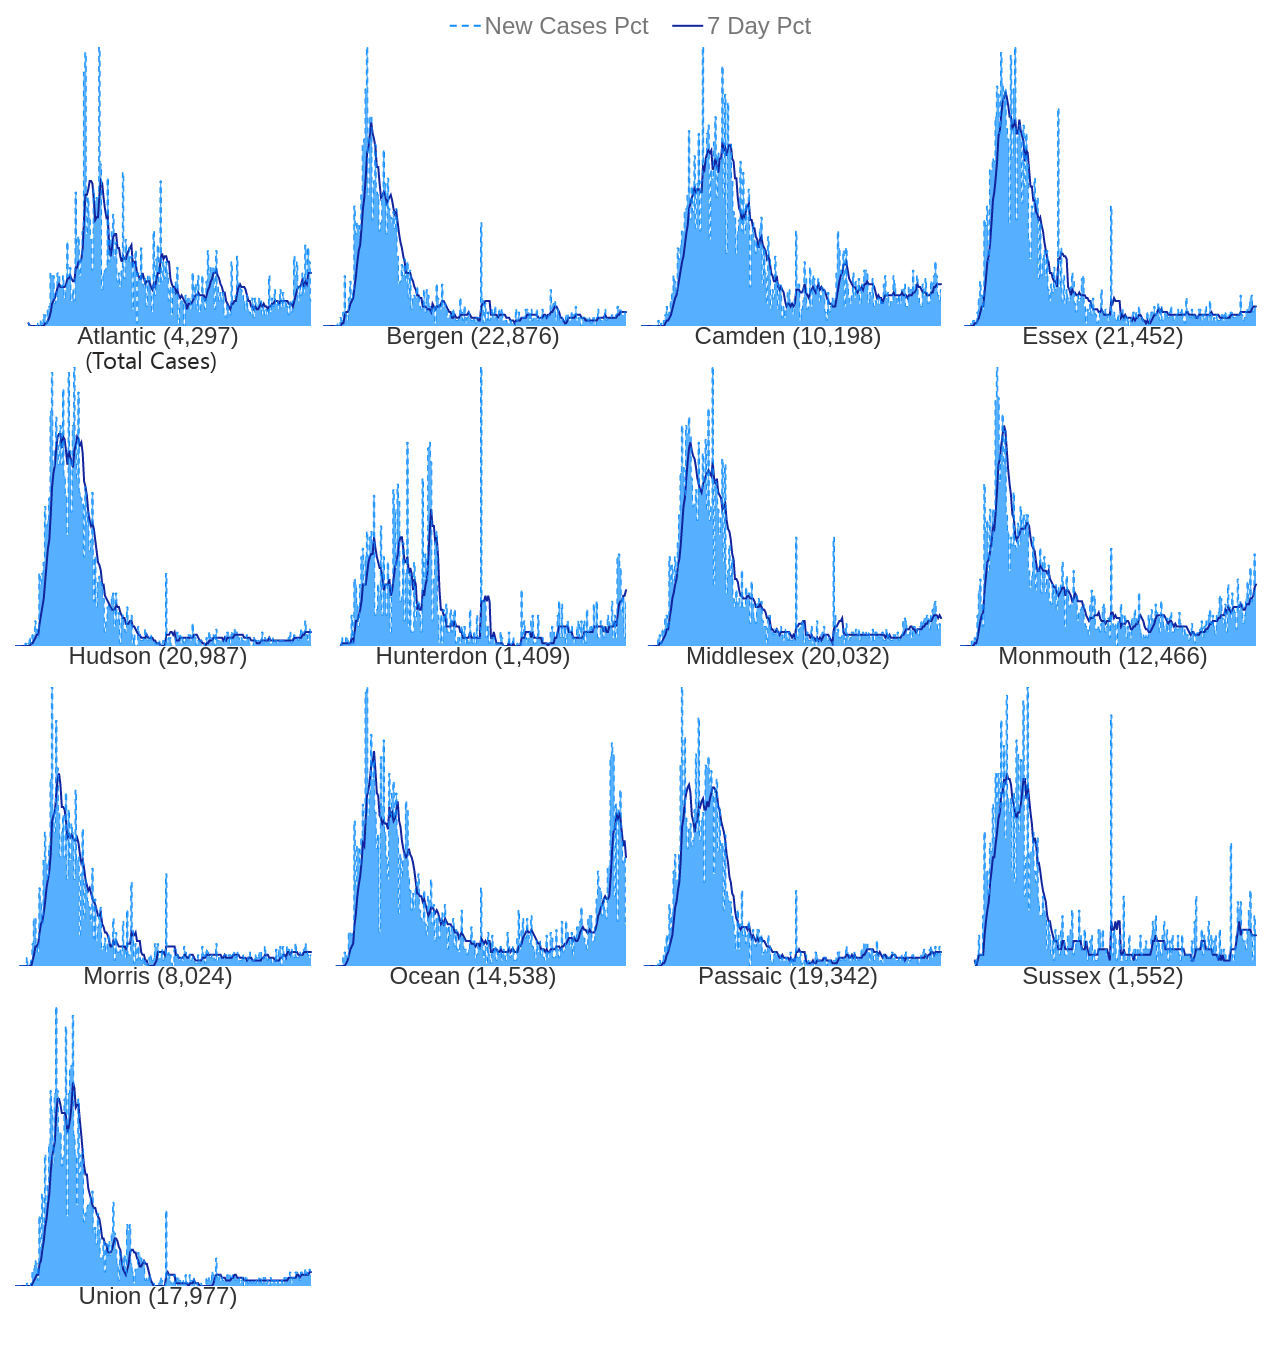 New Cases Pct 7 Day Pct
Atlantic (4,297) Bergen (22,876) Camden (10,198) Essex (21,452)
(Total Cases)
Hudson (20,987) Hunterdon (1,409) Middlesex (20,032) Monmouth (12,466)
Morris (8,024) Ocean (14,538) Passaic (19,342) Sussex (1,552)
Union (17,977)